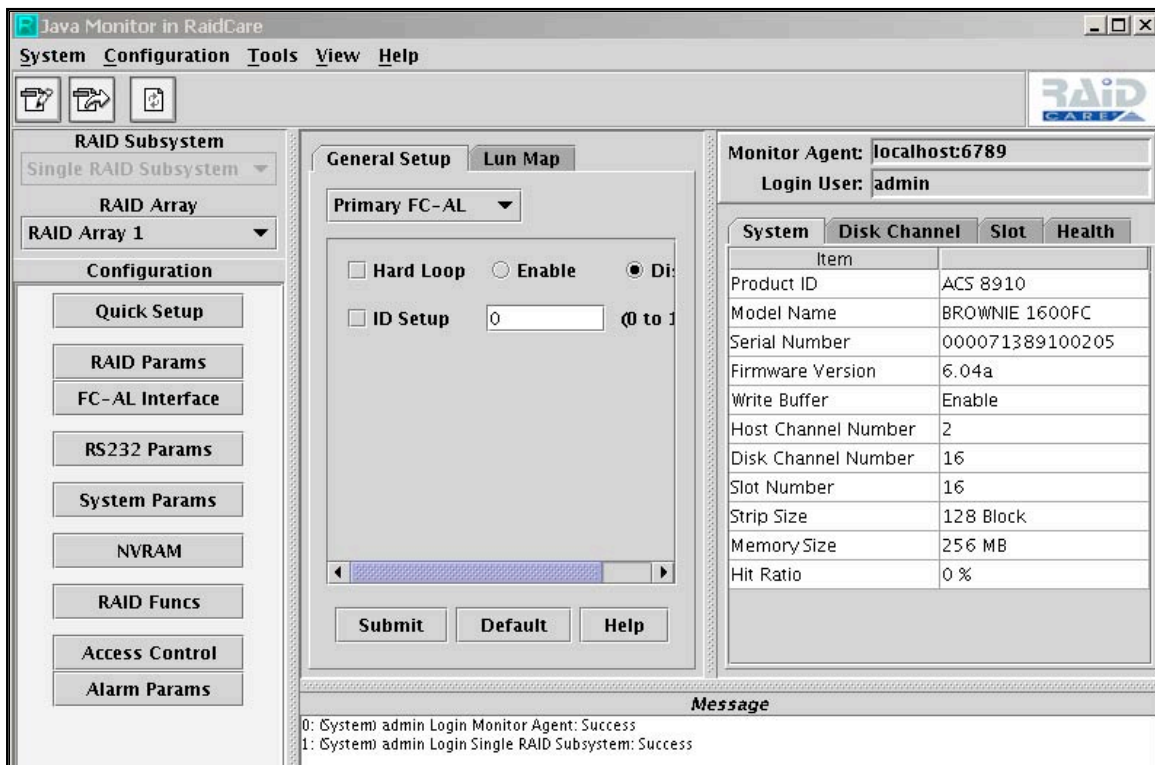 Java Monitor in RaidCare
System Configuration Tools View Help
RAiD
CARE
RAID Subsystem
Single RAID Subsystem
RAID Array
RAID Array 1
Configuration
Quick Setup
RAID Params
FC-AL Interface
RS232 Params
System Params
NVRAM
RAID Funcs
Access Control
Alarm Params
General Setup Lun Map
Primary FC-AL
Hard Loop Enable Di
ID Setup 0 (0 to 1
Submit Default Help
Monitor Agent: localhost:6789
Login User: admin
System Disk Channel Slot Health
Item
Product ID ACS 8910
Model Name BROWNIE 1600FC
Serial Number 000071389100205
Firmware Version 6.04a
Write Buffer Enable
Host Channel Number 2
Disk Channel Number 16
Slot Number 16
Strip Size 128 Block
Memory Size 256 MB
Hit Ratio 0 %
Message
0: (System) admin Login Monitor Agent: Success
1: (System) admin Login Single RAID Subsystem: Success